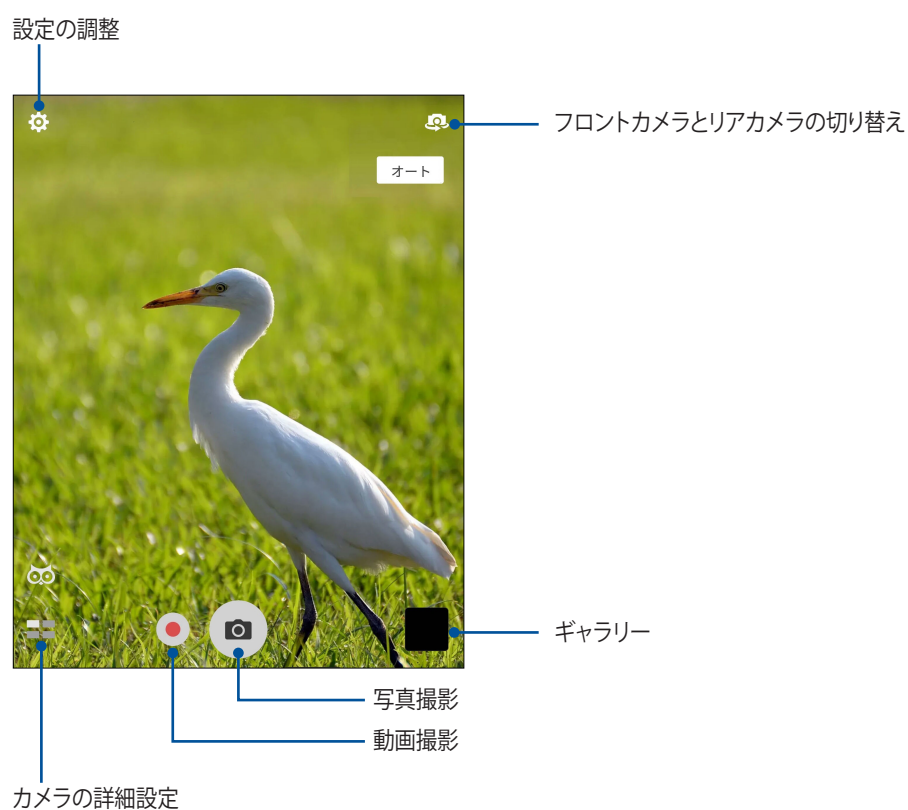 設定の調整
フロントカメラとリアカメラの切り替え
オート
ギャラリー
写真撮影
動画撮影
カメラの詳細設定